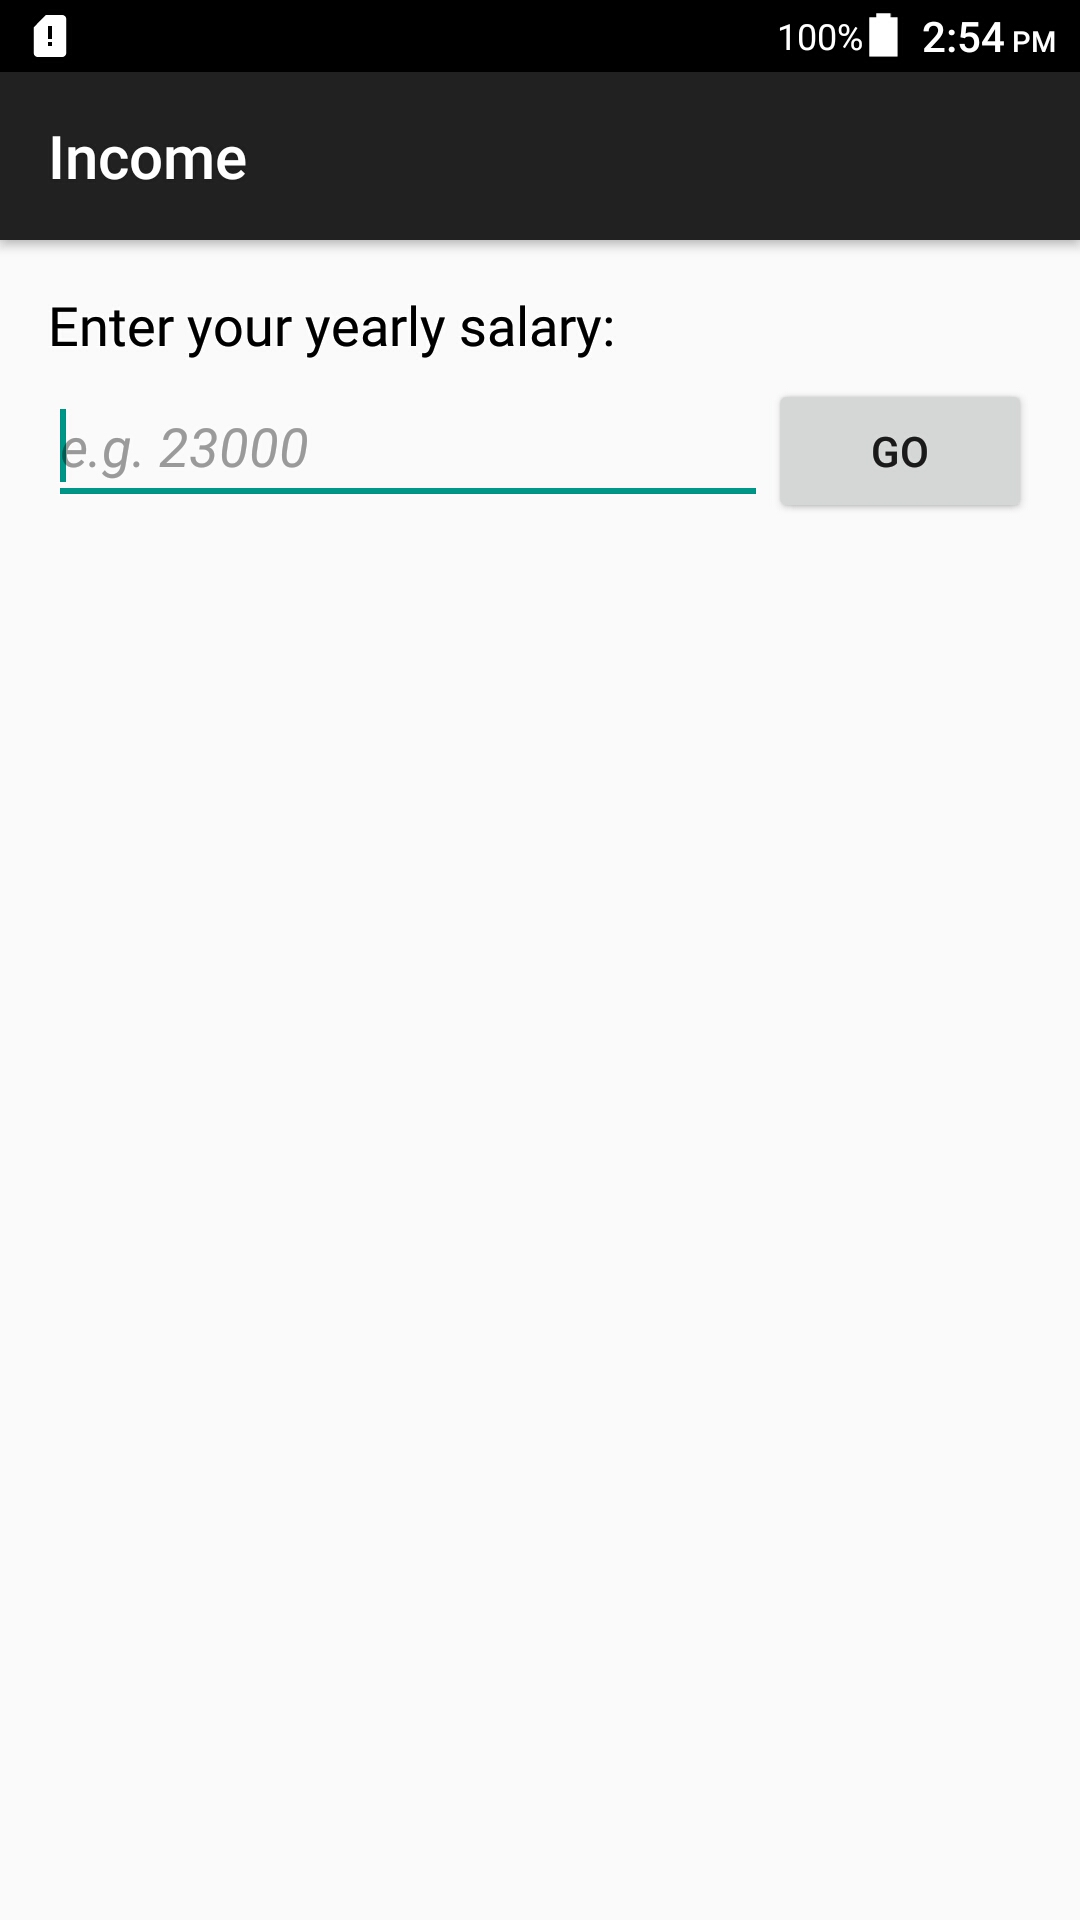 100% 2:54 PM
Income
Enter your yearly salary:
e.g. 23000 GO